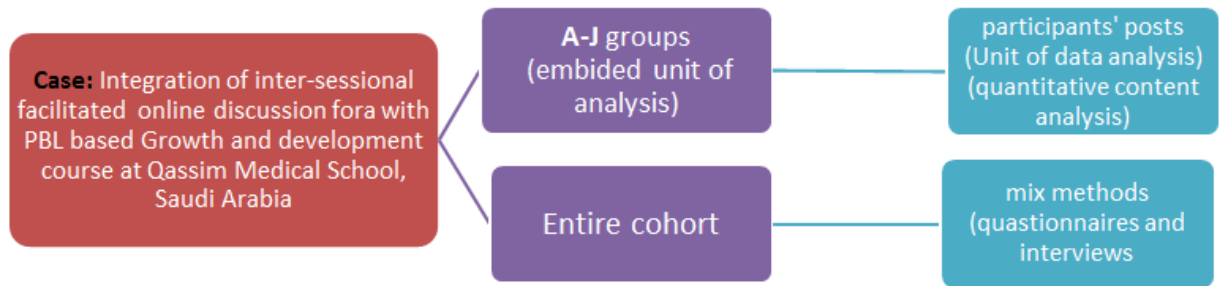 Case: Integration of inter-sessional
facilitated online discussion fora with
PBL based Growth and development
course at Qassim Medical School,
Saudi Arabia
A-J groups
(embided unit of
analysis)
participants' posts
(Unit of data analysis)
(quantitative content
analysis)
Entire cohort
mix methods
(quastionnaires and
interviews